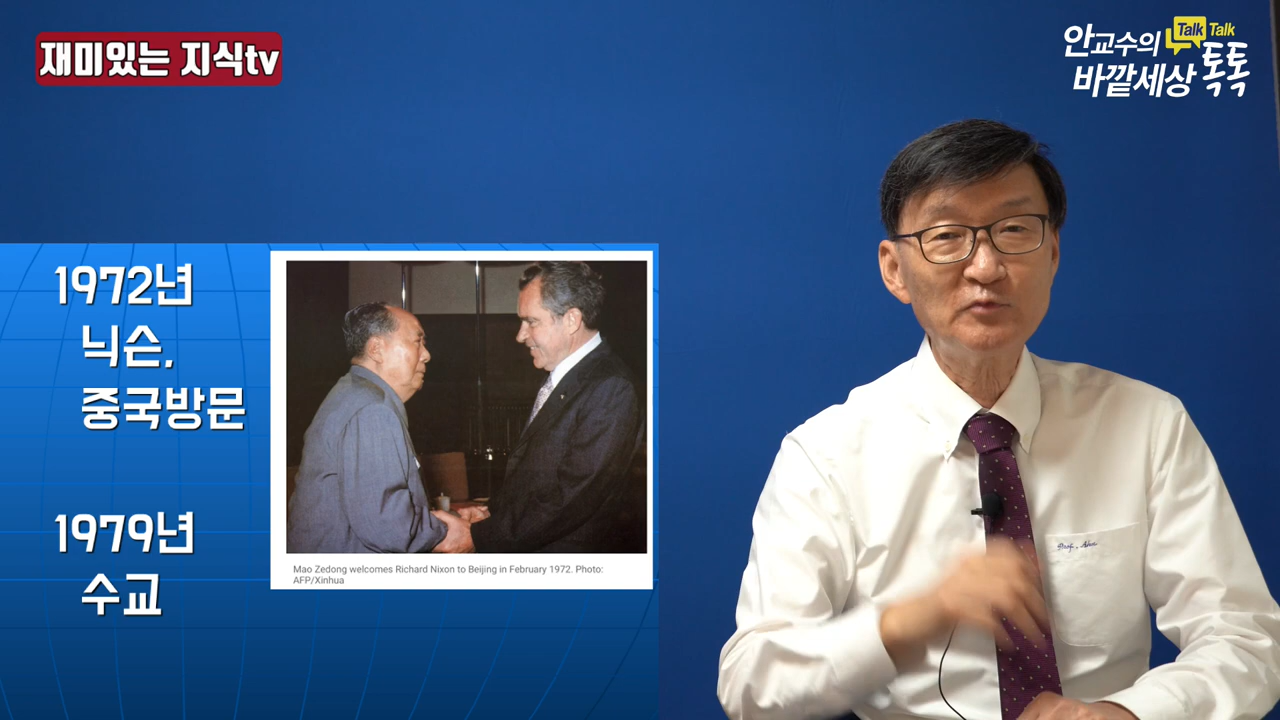 재미있는 지식tv
안교수의 Talk Talk
바깥세상 톡톡
1972년
닉슨,
중국방문
1979년
수교
Mao Zedong welcomes Richard Nixon to Beijing in February 1972. Photo:
AFP/Xinhua
Prof. Ahn